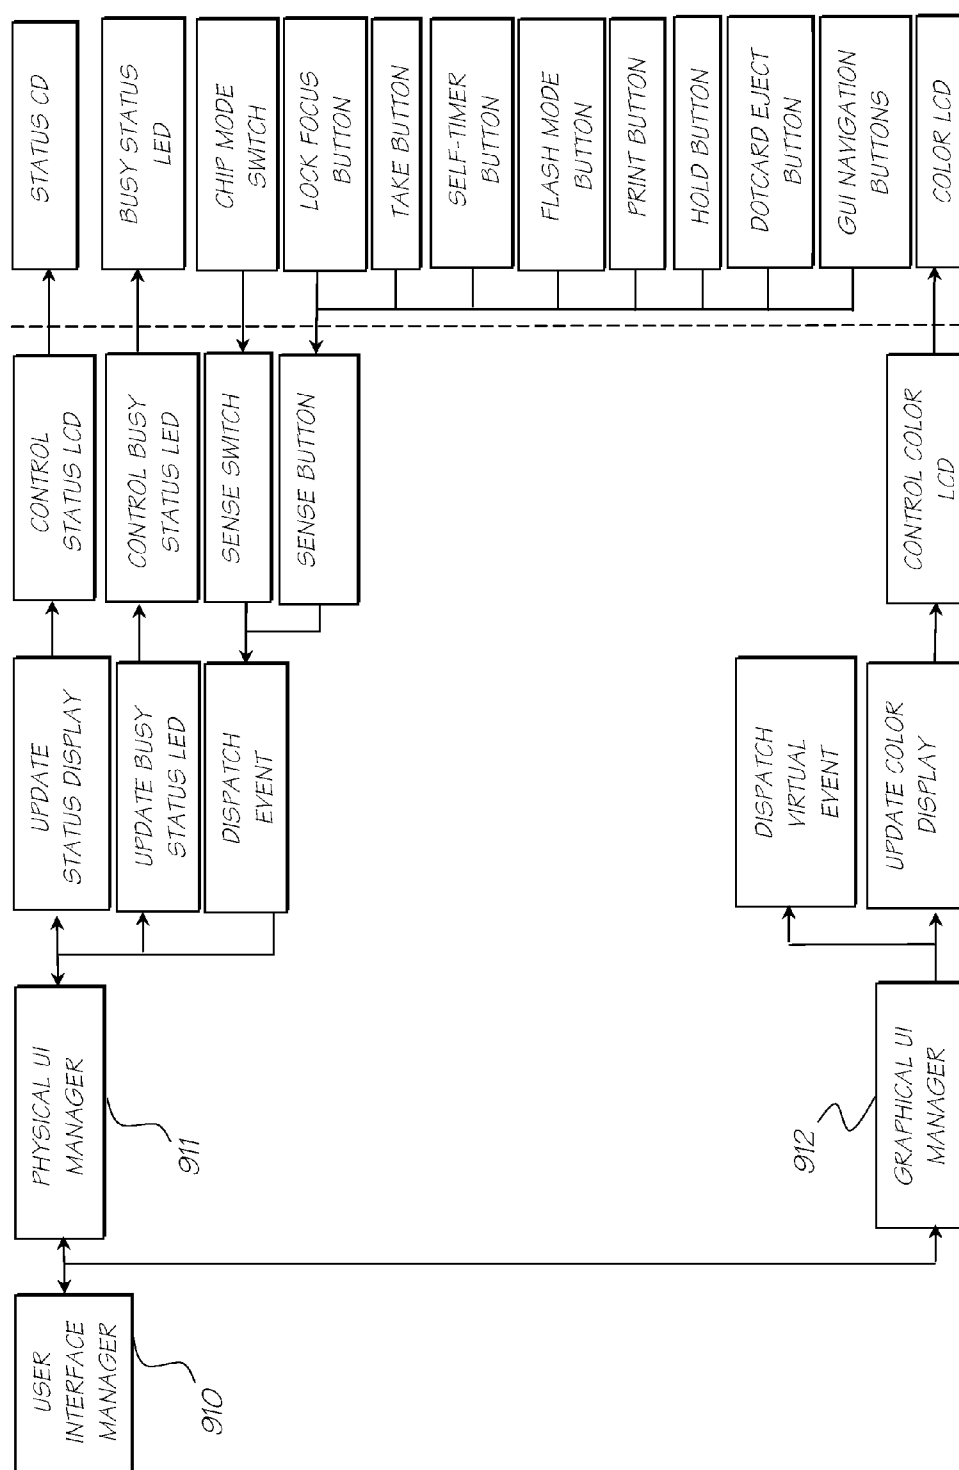 USER
INTERFACE
MANAGER
910
PHYSICAL UI
MANAGER
911
GRAPHICAL UI
MANAGER
912
UPDATE
STATUS DISPLAY
UPDATE BUSY
STATUS LED
DISPATCH
EVENT
DISPATCH
VIRTUAL
EVENT
UPDATE COLOR
DISPLAY
CONTROL
STATUS LCD
CONTROL BUSY
STATUS LED
SENSE SWITCH
SENSE BUTTON
CONTROL COLOR
LCD
STATUS CD
BUSY STATUS
LED
CHIP MODE
SWITCH
LOCK FOCUS
BUTTON
TAKE BUTTON
SELF-TIMER
BUTTON
FLASH MODE
BUTTON
PRINT BUTTON
HOLD BUTTON
DOTCARD EJECT
BUTTON
GUI NAVIGATION
BUTTONS
COLOR LCD